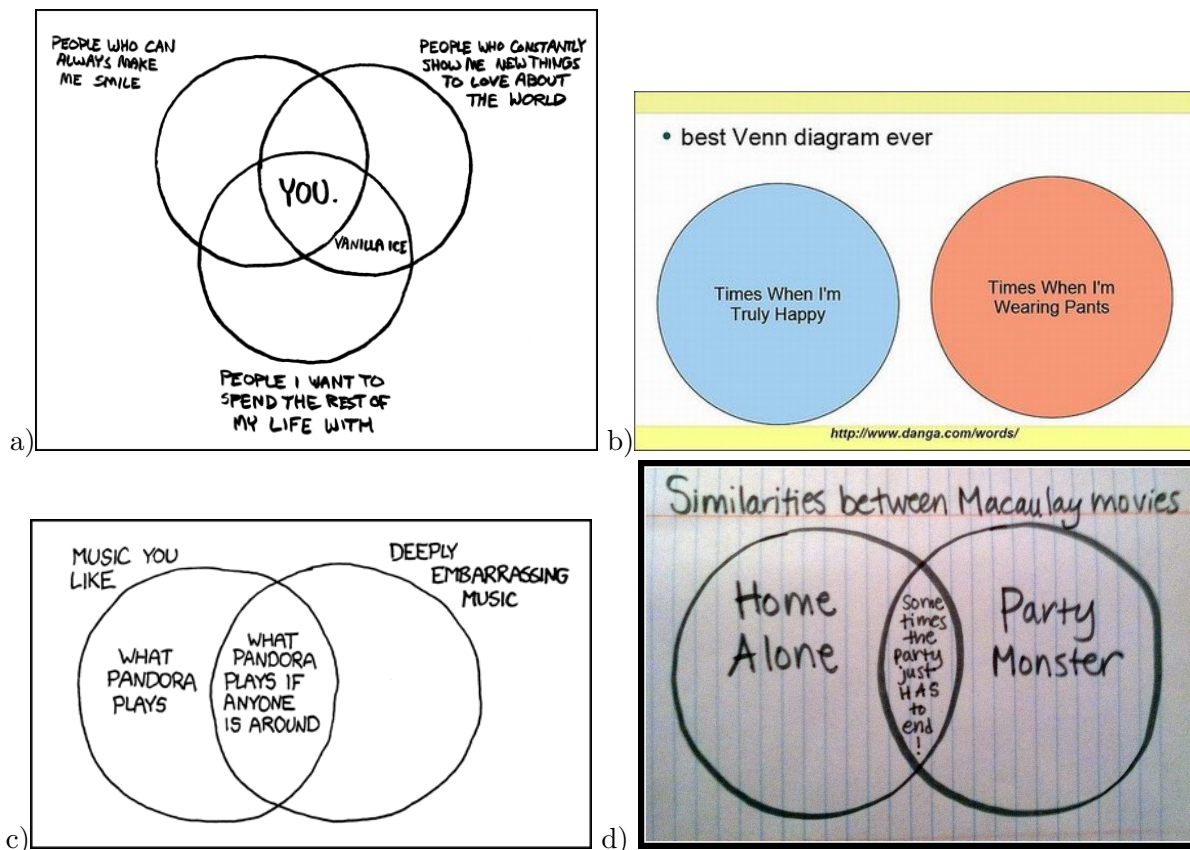 PEOPLE WHO CAN
ALWAYS MAKE
ME SMILE
PEOPLE WHO CONSTANTLY
SHOW ME NEW THINGS
TO LOVE ABOUT
THE WORLD
YOU.
VANILLA ICE
PEOPLE I WANT TO
SPEND THE REST OF
MY LIFE WITH
a)
• best Venn diagram ever
Times When I'm
Truly Happy
Times When I'm
Wearing Pants
http://www.danga.com/words/
b)
MUSIC YOU
LIKE
DEEPLY
EMBARRASSING
MUSIC
WHAT
PANDORA
PLAYS
WHAT
PANDORA
PLAYS IF
ANYONE
IS AROUND
c)
Similarities between Macaulay movies
Home
Alone
Some
times
the
party
just
HAS
to
end
!
Party
Monster
d)